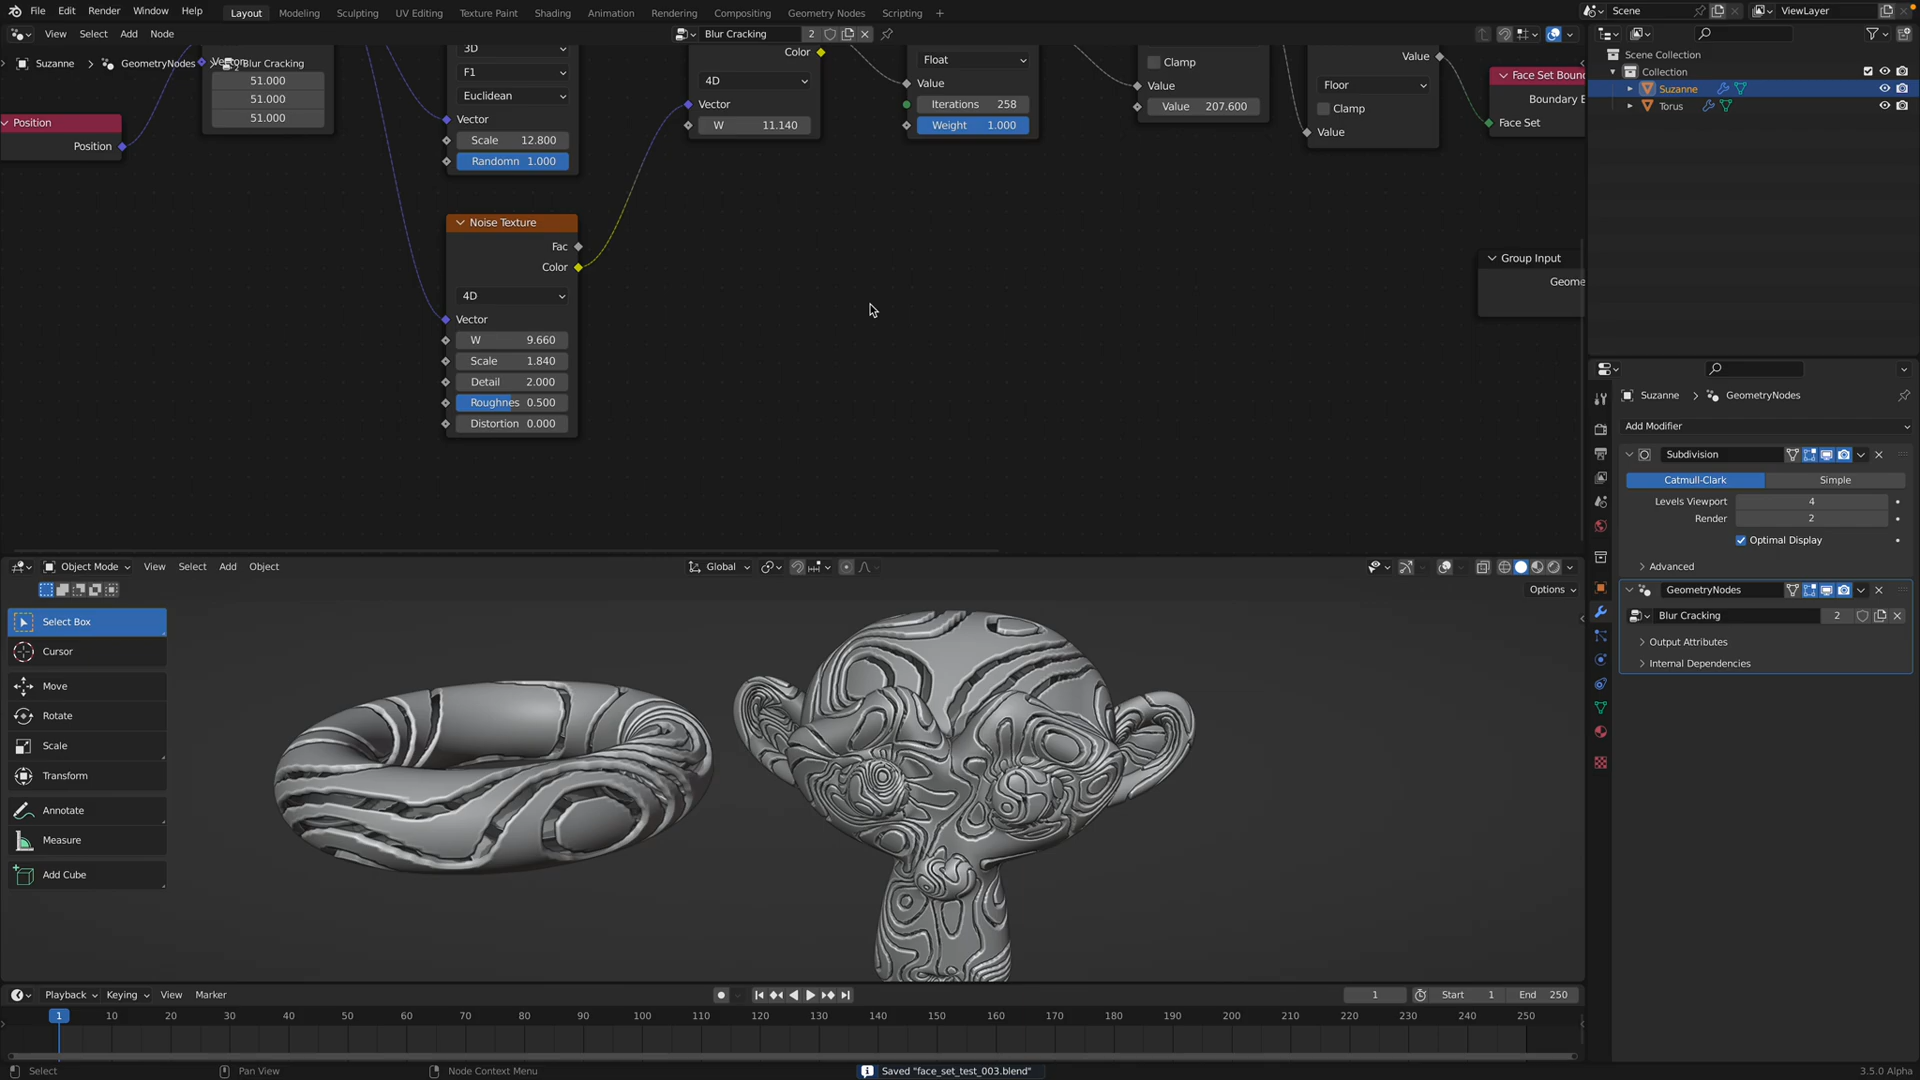 File Edit Render Window Help Layout Modeling Sculpting UV Editing Texture Paint Shading Animation Rendering Compositing Geometry Nodes Scripting + Scene ViewLayer
View Select Add Node Blur Cracking 2
Suzanne > GeometryNodes > Blur Cracking
51.000
51.000
51.000
Position
Position
3D
F1
Euclidean
Vector
Scale 12.800
Randomn 1.000
Color
4D
Vector
W 11.140
Float
Value
Iterations 258
Weight 1.000
Clamp
Value
Value 207.600
Value
Floor
Clamp
Value
Face Set Bound
Boundary E
Face Set
Noise Texture
Fac
Color
4D
Vector
W 9.660
Scale 1.840
Detail 2.000
Roughnes 0.500
Distortion 0.000
Group Input
Geome
Scene Collection
Collection
Suzanne
Torus
Suzanne > GeometryNodes
Add Modifier
Subdivision
Catmull-Clark Simple
Levels Viewport 4
Render 2
Optimal Display
Advanced
GeometryNodes
Blur Cracking 2
Output Attributes
Internal Dependencies
Object Mode View Select Add Object Global
Options
Select Box
Cursor
Move
Rotate
Scale
Transform
Annotate
Measure
Add Cube
Playback Keying View Marker 1 Start 1 End 250
1 10 20 30 40 50 60 70 80 90 100 110 120 130 140 150 160 170 180 190 200 210 220 230 240 250
Select Pan View Node Context Menu Saved "face_set_test_003.blend" 3.5.0 Alpha